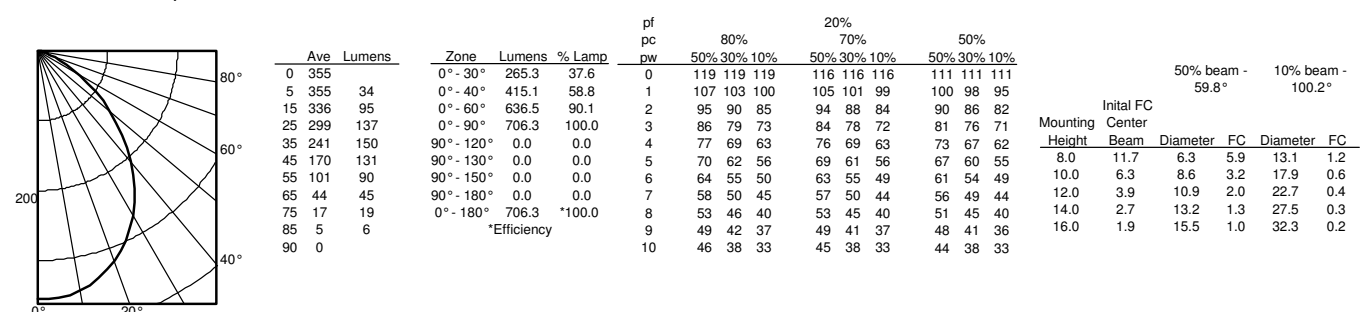 80°
60°
40°
200
0° 20°
Ave Lumens
0 355
5 355 34
15 336 95
25 299 137
35 241 150
45 170 131
55 101 90
65 44 45
75 17 19
85 5 6
90 0
Zone Lumens % Lamp
0° - 30° 265.3 37.6
0° - 40° 415.1 58.8
0° - 60° 636.5 90.1
0° - 90° 706.3 100.0
90° - 120° 0.0 0.0
90° - 130° 0.0 0.0
90° - 150° 0.0 0.0
90° - 180° 0.0 0.0
0° - 180° 706.3 *100.0
*Efficiency
pf 20%
pc 80% 70% 50%
pw 50% 30% 10% 50% 30% 10% 50% 30% 10%
0 119 119 119 116 116 116 111 111 111
1 107 103 100 105 101 99 100 98 95
2 95 90 85 94 88 84 90 86 82
3 86 79 73 84 78 72 81 76 71
4 77 69 63 76 69 63 73 67 62
5 70 62 56 69 61 56 67 60 55
6 64 55 50 63 55 49 61 54 49
7 58 50 45 57 50 44 56 49 44
8 53 46 40 53 45 40 51 45 40
9 49 42 37 49 41 37 48 41 36
10 46 38 33 45 38 33 44 38 33
50% beam - 10% beam -
59.8° 100.2°
Inital FC
Mounting Center
Height Beam Diameter FC Diameter FC
8.0 11.7 6.3 5.9 13.1 1.2
10.0 6.3 8.6 3.2 17.9 0.6
12.0 3.9 10.9 2.0 22.7 0.4
14.0 2.7 13.2 1.3 27.5 0.3
16.0 1.9 15.5 1.0 32.3 0.2